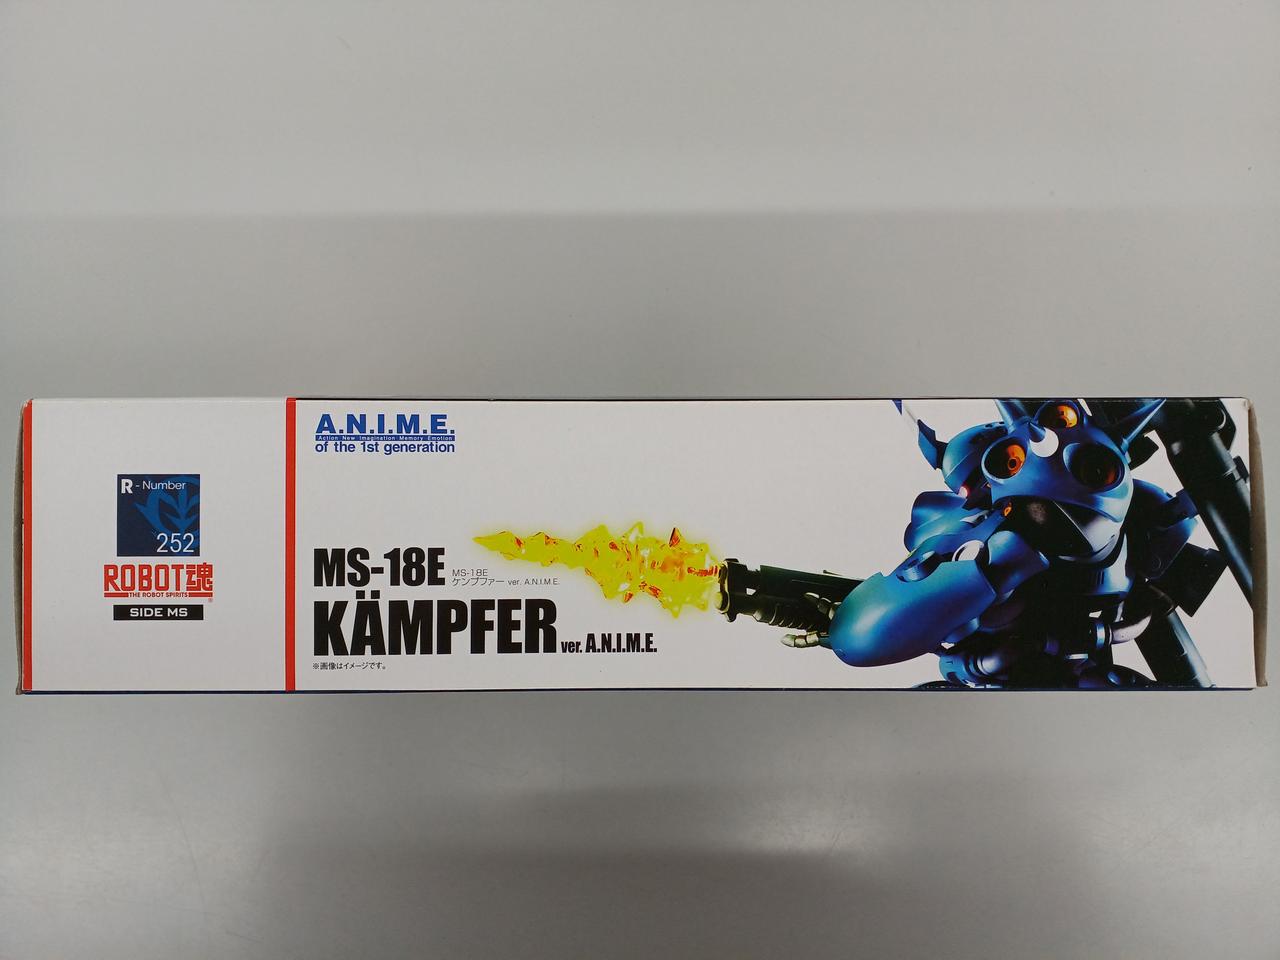 R - Number
252
ROBOT魂
THE ROBOT SPIRITS
SIDE MS
A.N.I.M.E.
Action New Imagination Memory Emotion
of the 1st generation
MS-18E
MS-18E
ケンプファー ver. A.N.I.M.E.
KÄMPFER ver. A.N.I.M.E.
※画像はイメージです。